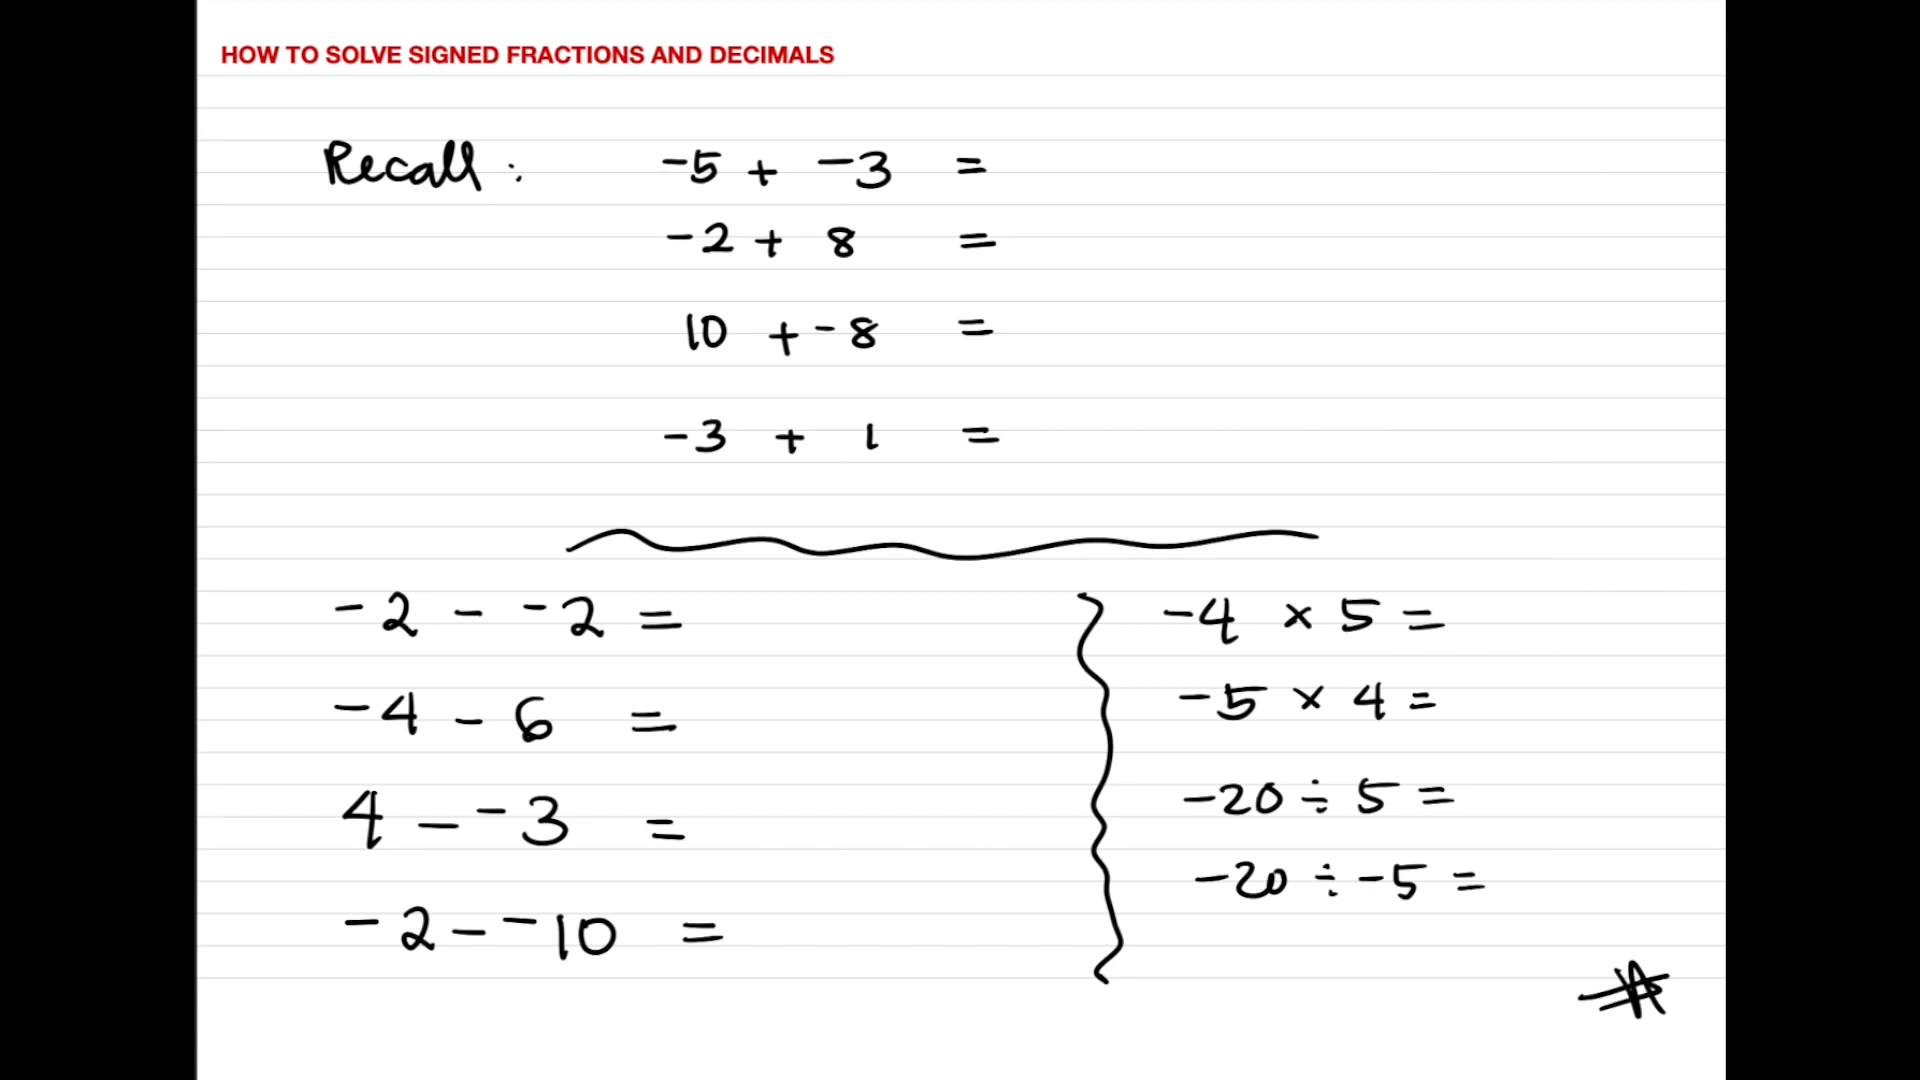 HOW TO SOLVE SIGNED FRACTIONS AND DECIMALS
Recall : -5 + -3 =
-2 + 8 =
10 + -8 =
-3 + 1 =
-2 - -2 =
-4 - 6 =
4 - -3 =
-2 - -10 =
-4 × 5 =
-5 × 4 =
-20 ÷ 5 =
-20 ÷ -5 =